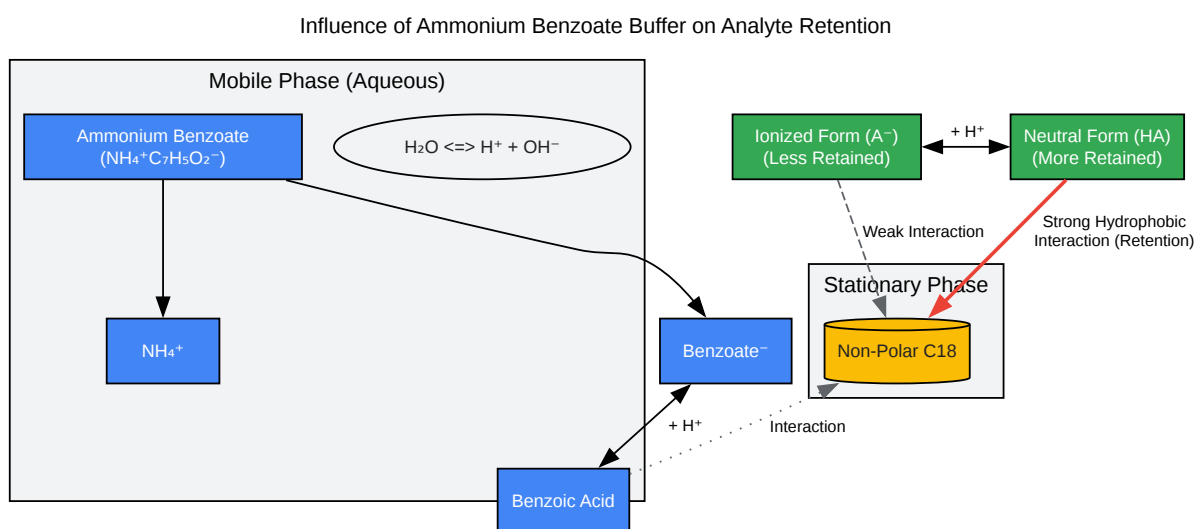 Influence of Ammonium Benzoate Buffer on Analyte Retention
Mobile Phase (Aqueous)
Ammonium Benzoate
(NH₄⁺C₇H₅O₂⁻)
H₂O <=> H⁺ + OH⁻
Ionized Form (A⁻)
(Less Retained)
+ H⁺
Neutral Form (HA)
(More Retained)
Weak Interaction
Strong Hydrophobic
Interaction (Retention)
Stationary Phase
NH₄⁺
Benzoate⁻
Non-Polar C18
+ H⁺
Interaction
Benzoic Acid